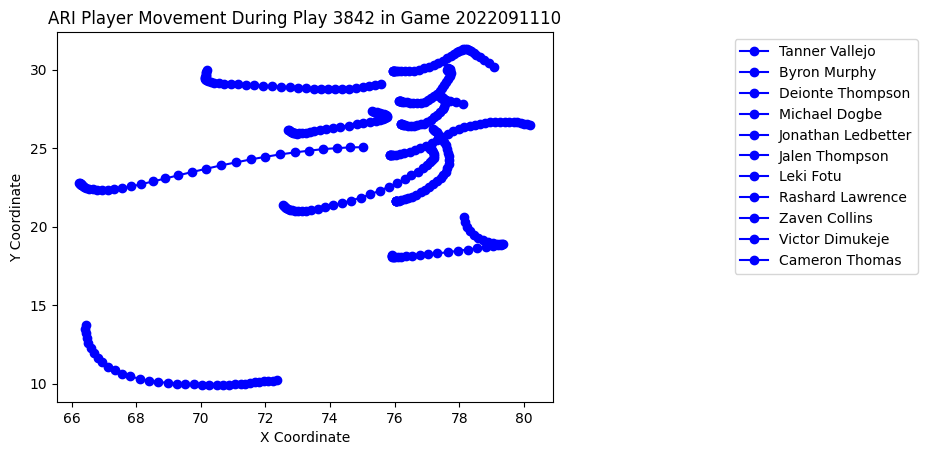 ARI Player Movement During Play 3842 in Game 2022091110
Y Coordinate
30
25
20
15
10
66 68 70 72 74 76 78 80
X Coordinate
Tanner Vallejo
Byron Murphy
Deionte Thompson
Michael Dogbe
Jonathan Ledbetter
Jalen Thompson
Leki Fotu
Rashard Lawrence
Zaven Collins
Victor Dimukeje
Cameron Thomas